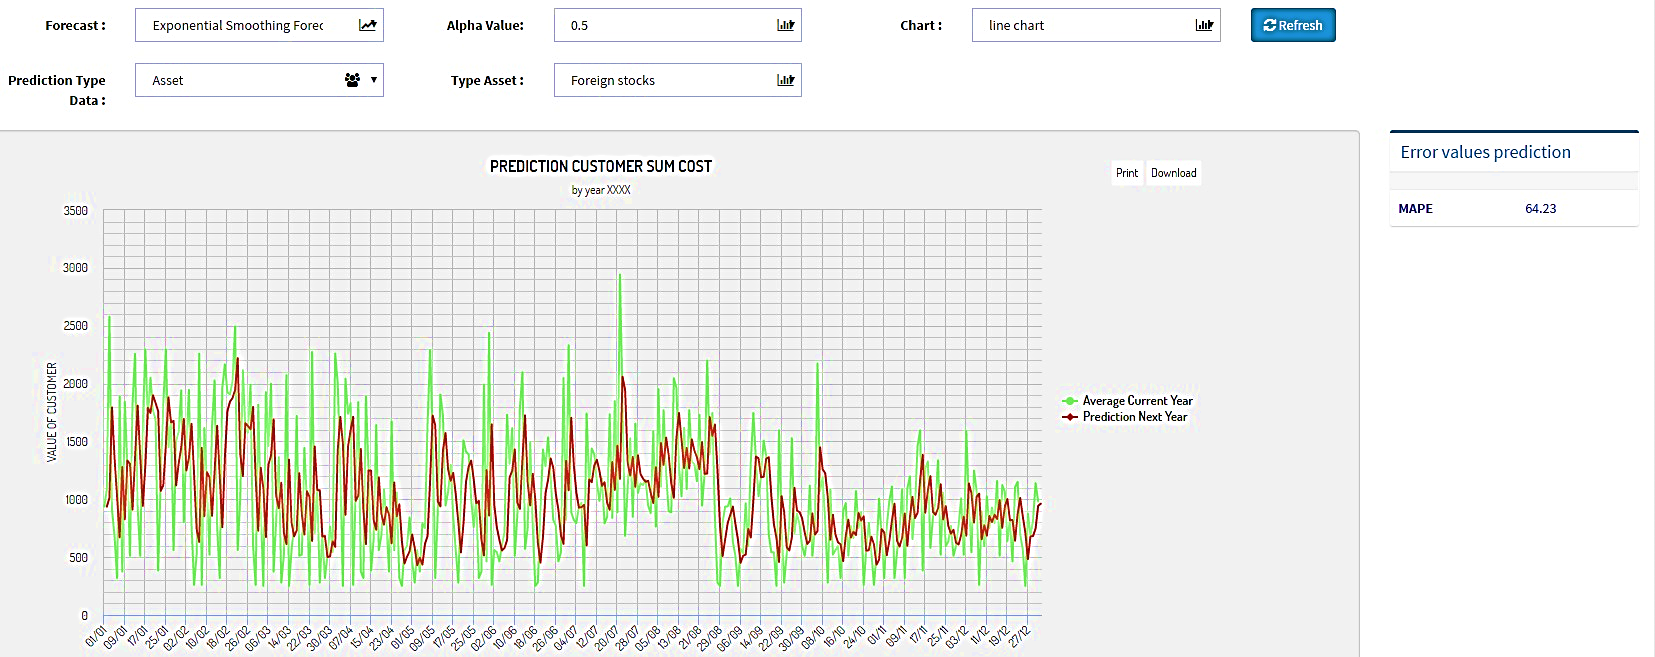 Forecast : Exponential Smoothing Forec Alpha Value: 0.5 Chart : line chart Refresh
Prediction Type Data : Asset Type Asset : Foreign stocks
PREDICTION CUSTOMER SUM COST
by year XXXX
Print Download
Error values prediction
MAPE 64.23
VALUE OF CUSTOMER
3500
3000
2500
2000
1500
1000
500
0
Average Current Year
Prediction Next Year
01/01 09/01 17/01 25/01 02/02 10/02 18/02 26/02 06/03 14/03 22/03 30/03 07/04 15/04 23/04 01/05 09/05 17/05 25/05 02/06 10/06 18/06 26/06 04/07 12/07 20/07 28/07 05/08 13/08 21/08 29/08 06/09 14/09 22/09 30/09 08/10 16/10 24/10 01/11 09/11 17/11 25/11 03/12 11/12 19/12 27/12